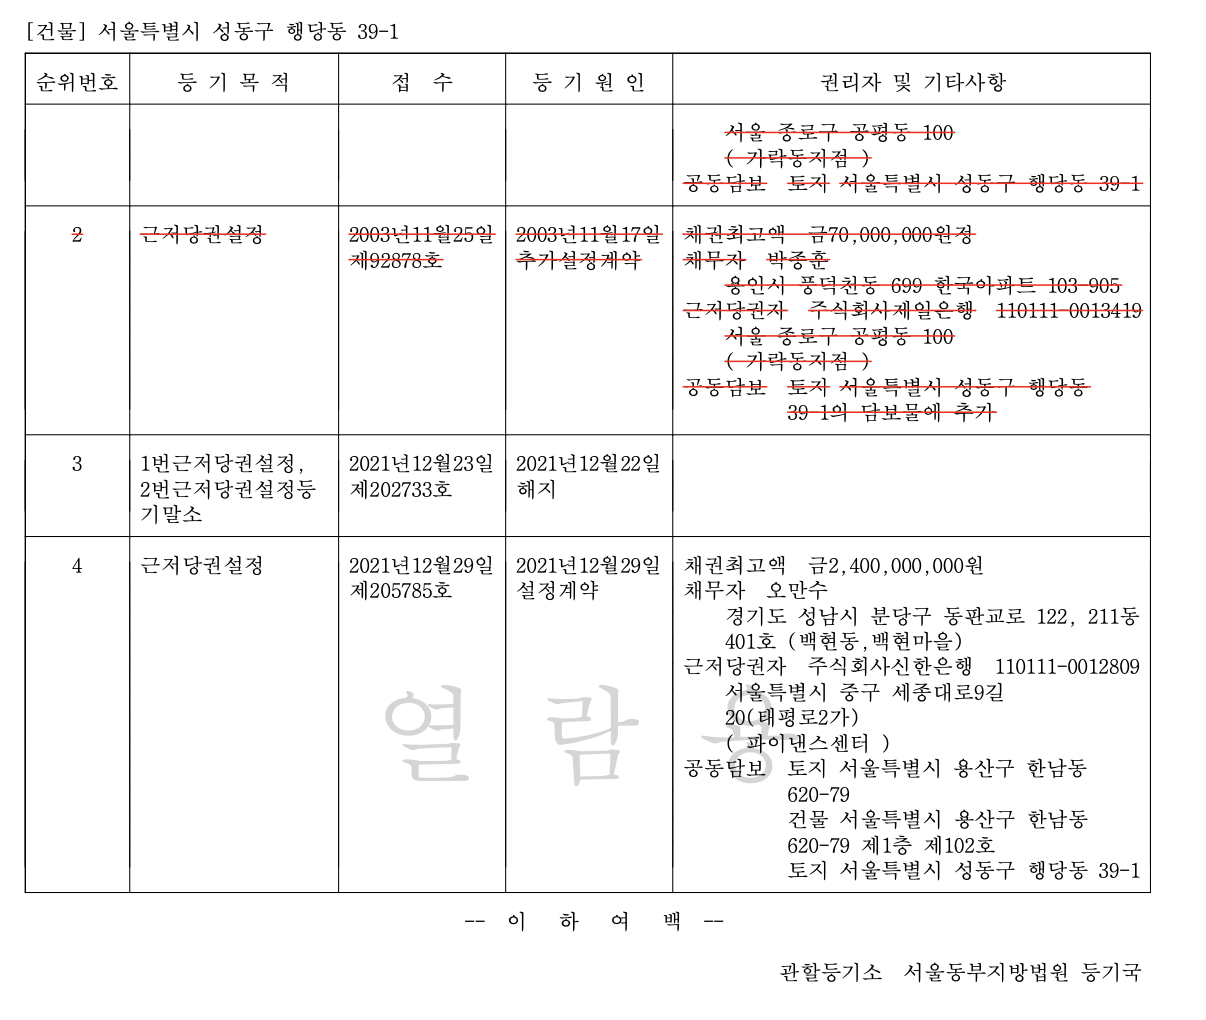 [건물] 서울특별시 성동구 행당동 39-1
순위번호 등 기 목 적 접 수 등 기 원 인 권리자 및 기타사항
서울 종로구 공평동 100
( 가락동지점 )
공동담보 토지 서울특별시 성동구 행당동 39-1
2 근저당권설정 2003년11월25일 2003년11월17일 채권최고액 금70,000,000원정
제92878호 추가설정계약 채무자 박종훈
용인시 풍덕천동 699 한국아파트 103-905
근저당권자 주식회사제일은행 110111-0013419
서울 종로구 공평동 100
( 가락동지점 )
공동담보 토지 서울특별시 성동구 행당동
39-1의 담보물에 추가
3 1번근저당권설정, 2021년12월23일 2021년12월22일
2번근저당권설정등 제202733호 해지
기말소
4 근저당권설정 2021년12월29일 2021년12월29일 채권최고액 금2,400,000,000원
제205785호 설정계약 채무자 오만수
경기도 성남시 분당구 동판교로 122, 211동
401호 (백현동,백현마을)
근저당권자 주식회사신한은행 110111-0012809
서울특별시 중구 세종대로9길
20(태평로2가)
( 파이낸스센터 )
공동담보 토지 서울특별시 용산구 한남동
620-79
건물 서울특별시 용산구 한남동
620-79 제1층 제102호
토지 서울특별시 성동구 행당동 39-1
열 람 용
-- 이 하 여 백 --
관할등기소 서울동부지방법원 등기국